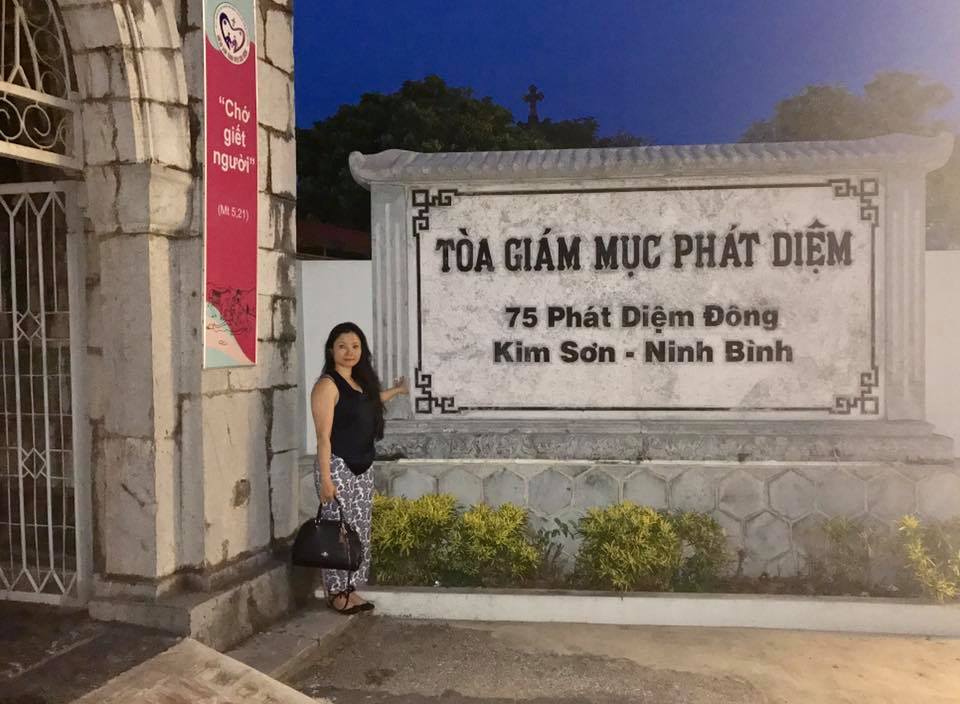 "Chớ
giết
người"
(Mt 5,21)
TÒA GIÁM MỤC PHÁT DIỆM
75 Phát Diệm Đông
Kim Sơn - Ninh Bình